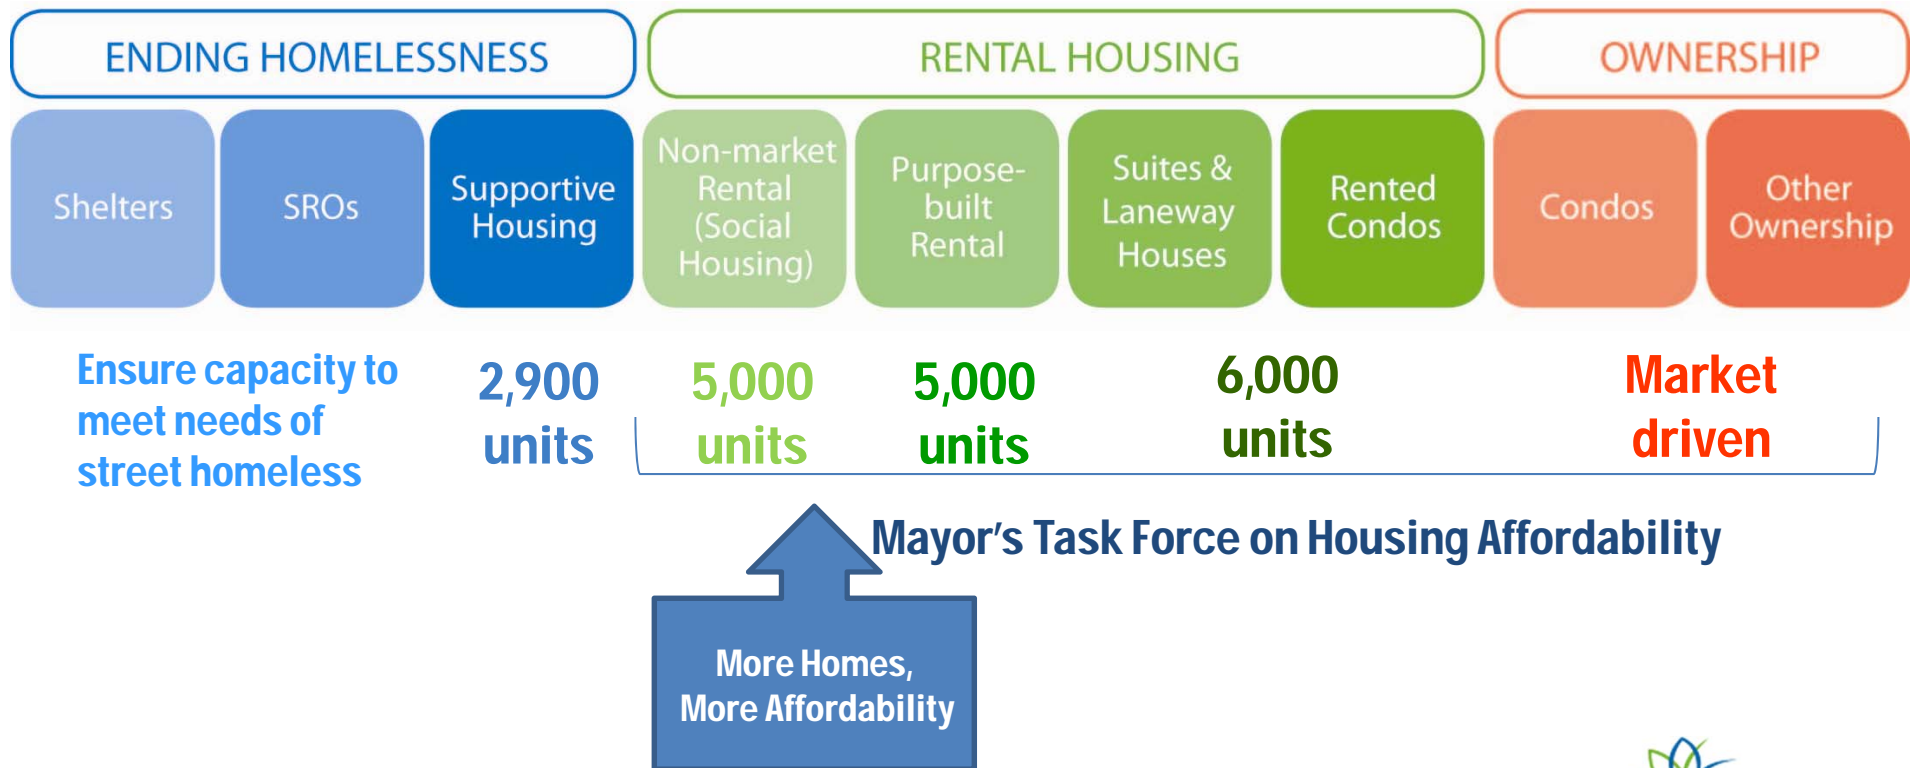 ENDING HOMELESSNESS
RENTAL HOUSING
OWNERSHIP
Shelters
SROs
Supportive
Housing
Non-market
Rental
(Social
Housing)
Purpose-
built
Rental
Suites &
Laneway
Houses
Rented
Condos
Condos
Other
Ownership
Ensure capacity to
meet needs of
street homeless
2,900
units
5,000
units
5,000
units
6,000
units
Market
driven
Mayor’s Task Force on Housing Affordability
More Homes,
More Affordability